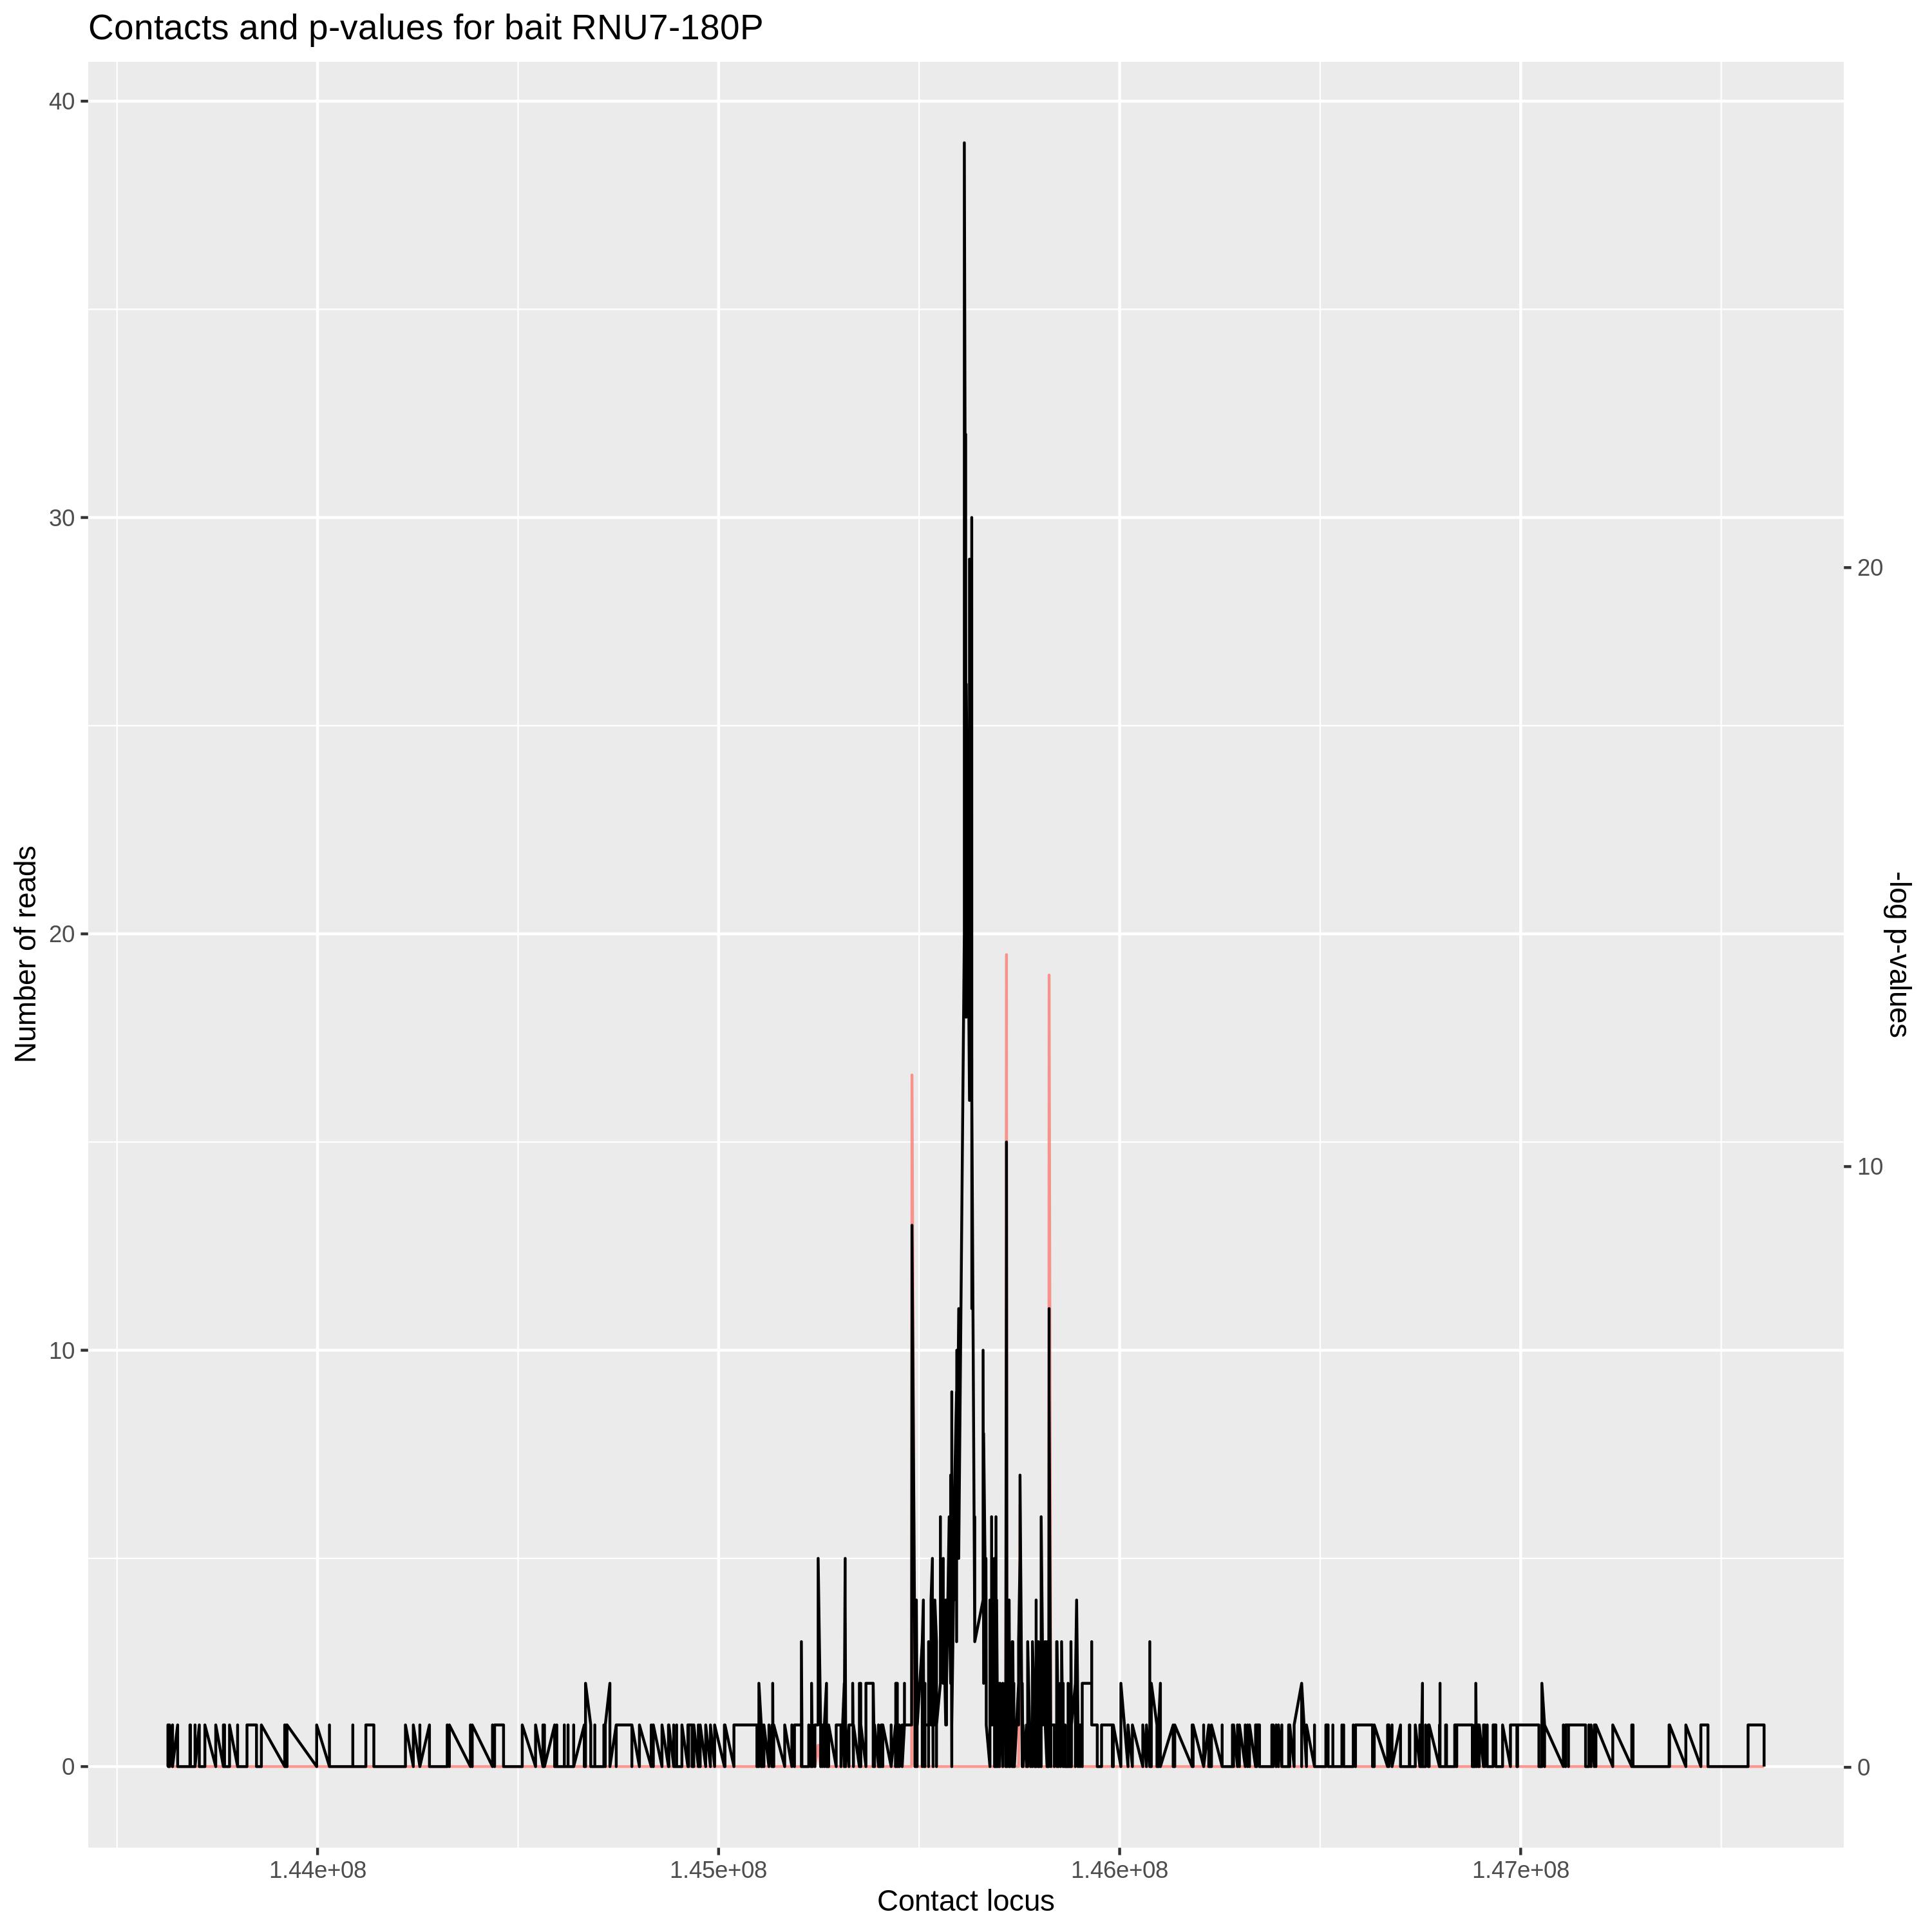 Contacts and p-values for bait RNU7-180P
40
30
20
10
0
Number of reads
20
10
0
-log p-values
1.44e+08
1.45e+08
1.46e+08
1.47e+08
Contact locus